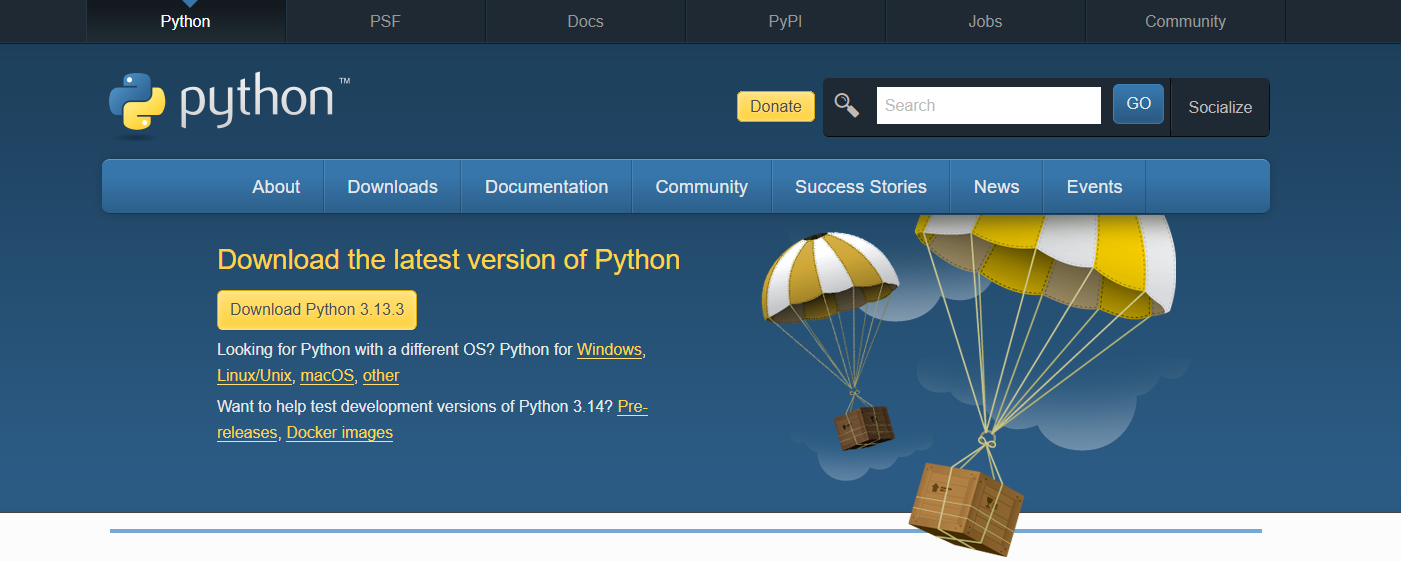 Python PSF Docs PyPI Jobs Community
python™
Donate Search GO Socialize
About Downloads Documentation Community Success Stories News Events
Download the latest version of Python
Download Python 3.13.3
Looking for Python with a different OS? Python for Windows,
Linux/Unix, macOS, other
Want to help test development versions of Python 3.14? Pre-
releases, Docker images